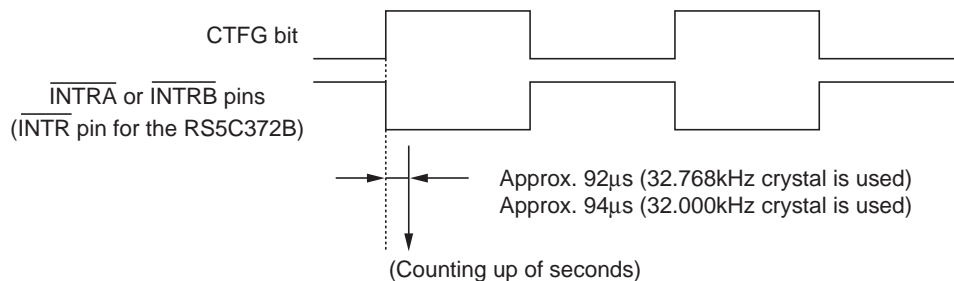 CTFG bit
INTRA or INTRB pins
(INTR pin for the RS5C372B)
Approx. 92μs (32.768kHz crystal is used)
Approx. 94μs (32.000kHz crystal is used)
(Counting up of seconds)